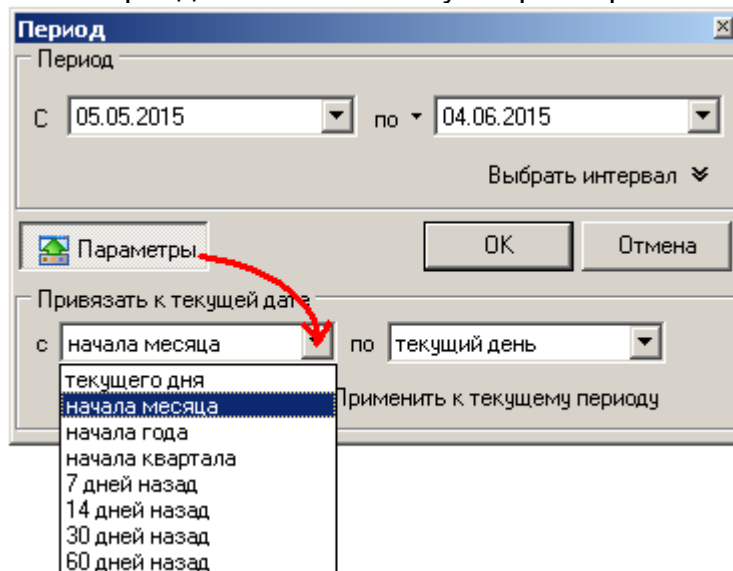 Период
Период
С 05.05.2015 по 04.06.2015
Выбрать интервал
Параметры ОК Отмена
Привязать к текущей дате
с начала месяца по текущий день
текущего дня
начала месяца Применить к текущему периоду
начала года
начала квартала
7 дней назад
14 дней назад
30 дней назад
60 дней назад